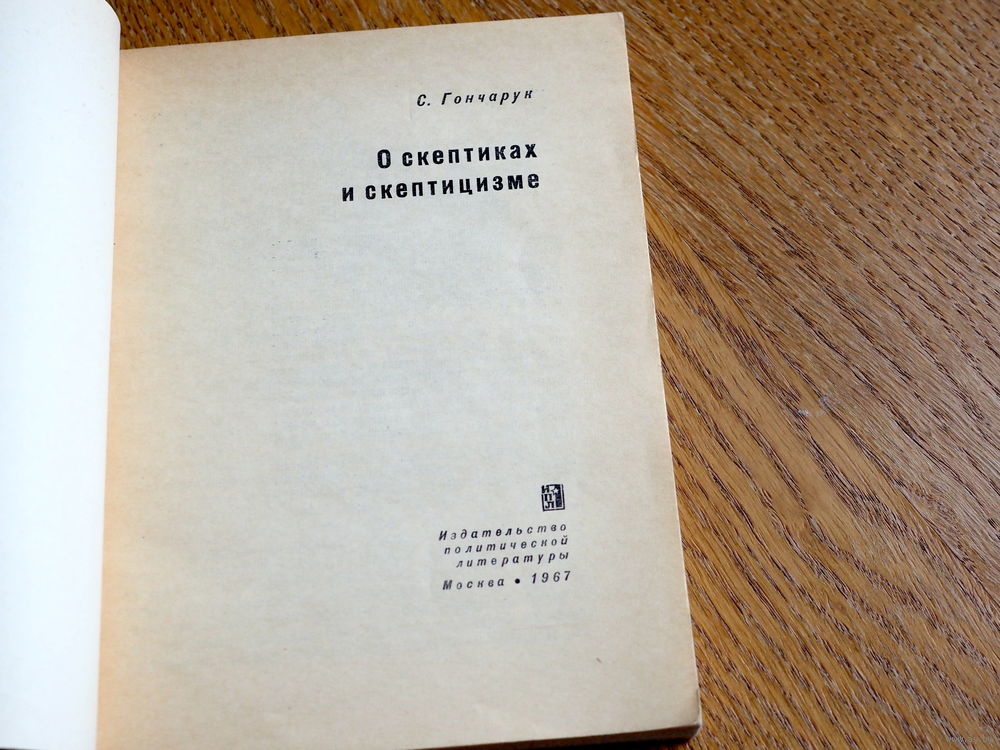 С. Гончарук
О скептиках
и скептицизме
И
П
Л
Издательство
политической
литературы
Москва • 1967